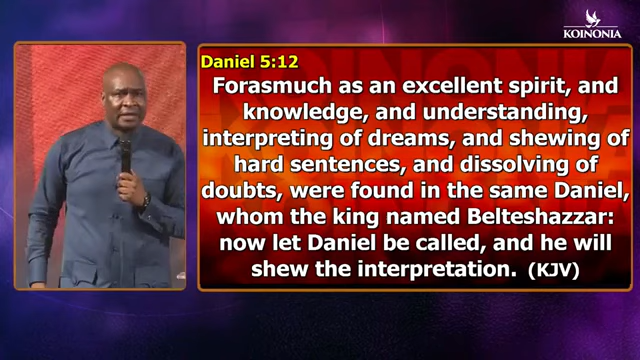 KOINONIA
Daniel 5:12
Forasmuch as an excellent spirit, and
knowledge, and understanding,
interpreting of dreams, and shewing of
hard sentences, and dissolving of
doubts, were found in the same Daniel,
whom the king named Belteshazzar:
now let Daniel be called, and he will
shew the interpretation. (KJV)